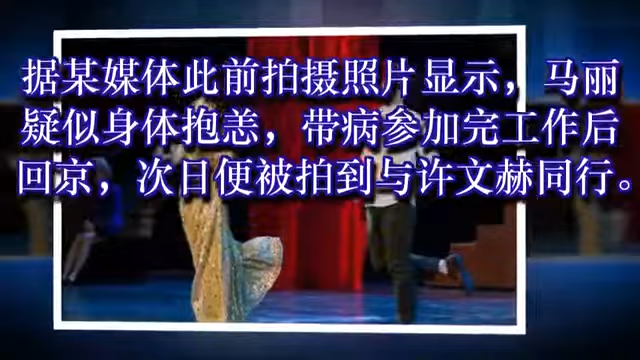 据某媒体此前拍摄照片显示，马丽
疑似身体抱恙，带病参加完工作后
回京，次日便被拍到与许文赫同行。